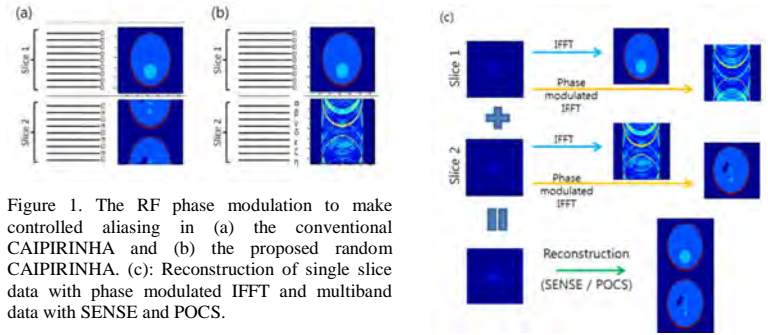 (a)
(b)
(c)
Slice 1
Slice 2
Slice 1
Slice 2
Slice 1
IFFT
Phase modulated IFFT
Slice 2
IFFT
Phase modulated IFFT
Reconstruction
(SENSE / POCS)
Figure 1. The RF phase modulation to make
controlled aliasing in (a) the conventional
CAIPIRINHA and (b) the proposed random
CAIPIRINHA. (c): Reconstruction of single slice
data with phase modulated IFFT and multiband
data with SENSE and POCS.